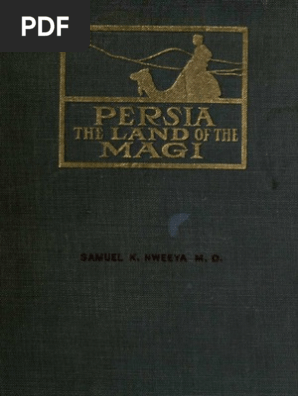 PDF
PERSIA
THE LAND OF THE
MAGI
SAMUEL K. NWEEYA M. D.